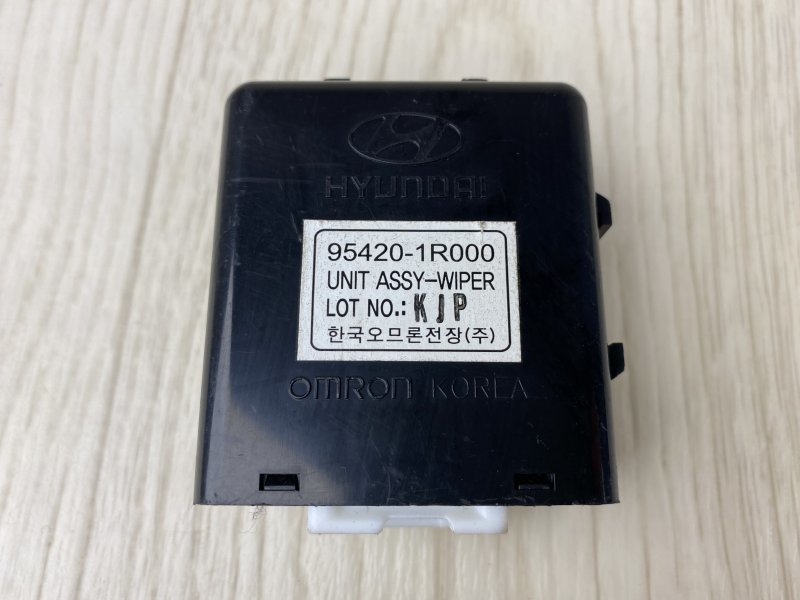 HYUNDAI
95420-1R000
UNIT ASSY-WIPER
LOT NO.: KJP
한국오므론전장(주)
OMRON KOREA